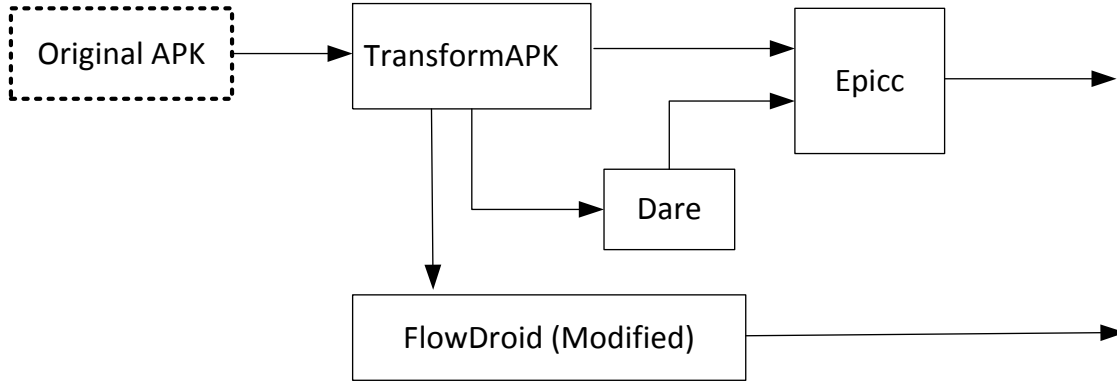 Original APK
TransformAPK
Epicc
Dare
FlowDroid (Modified)